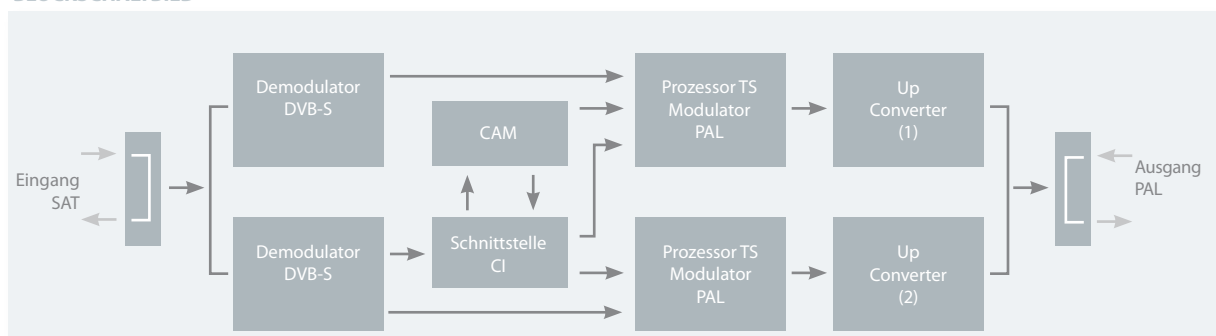 Eingang
SAT
Demodulator
DVB-S
Demodulator
DVB-S
CAM
Schnittstelle
CI
Prozessor TS
Modulator
PAL
Prozessor TS
Modulator
PAL
Up
Converter
(1)
Up
Converter
(2)
Ausgang
PAL